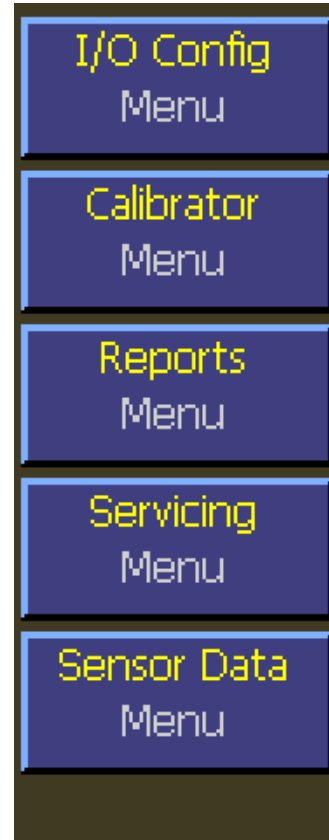 I/O Config
Menu
Calibrator
Menu
Reports
Menu
Servicing
Menu
Sensor Data
Menu